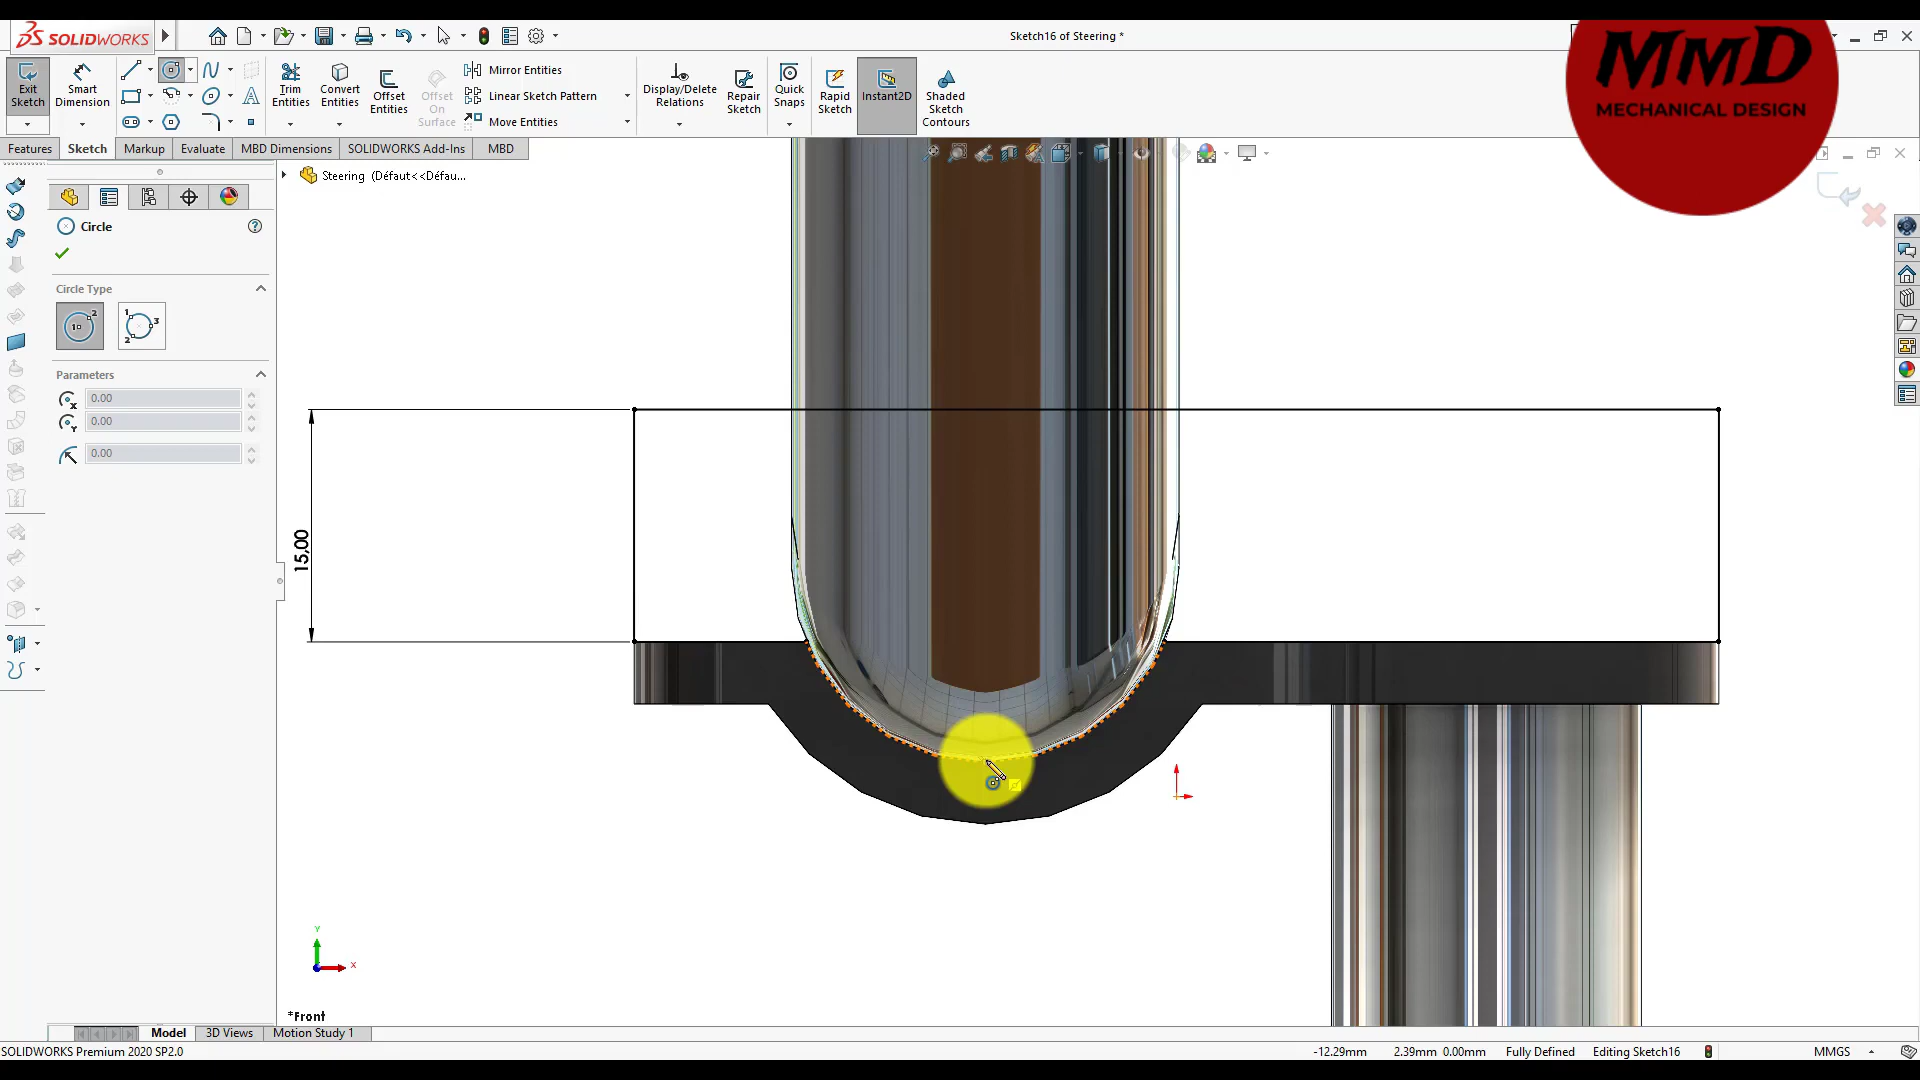 SOLIDWORKS
Sketch16 of Steering *
MMD
MECHANICAL DESIGN
Exit Sketch
Smart Dimension
Trim Entities
Convert Entities
Offset Entities
Offset On Surface
Mirror Entities
Linear Sketch Pattern
Move Entities
Display/Delete Relations
Repair Sketch
Quick Snaps
Rapid Sketch
Instant2D
Shaded Sketch Contours
Features
Sketch
Markup
Evaluate
MBD Dimensions
SOLIDWORKS Add-Ins
MBD
Steering (Défaut<<Défau...
Circle
Circle Type
Parameters
0.00
0.00
0.00
15,00
Y
X
*Front
Model
3D Views
Motion Study 1
SOLIDWORKS Premium 2020 SP2.0
-12.29mm
2.39mm
0.00mm
Fully Defined
Editing Sketch16
MMGS